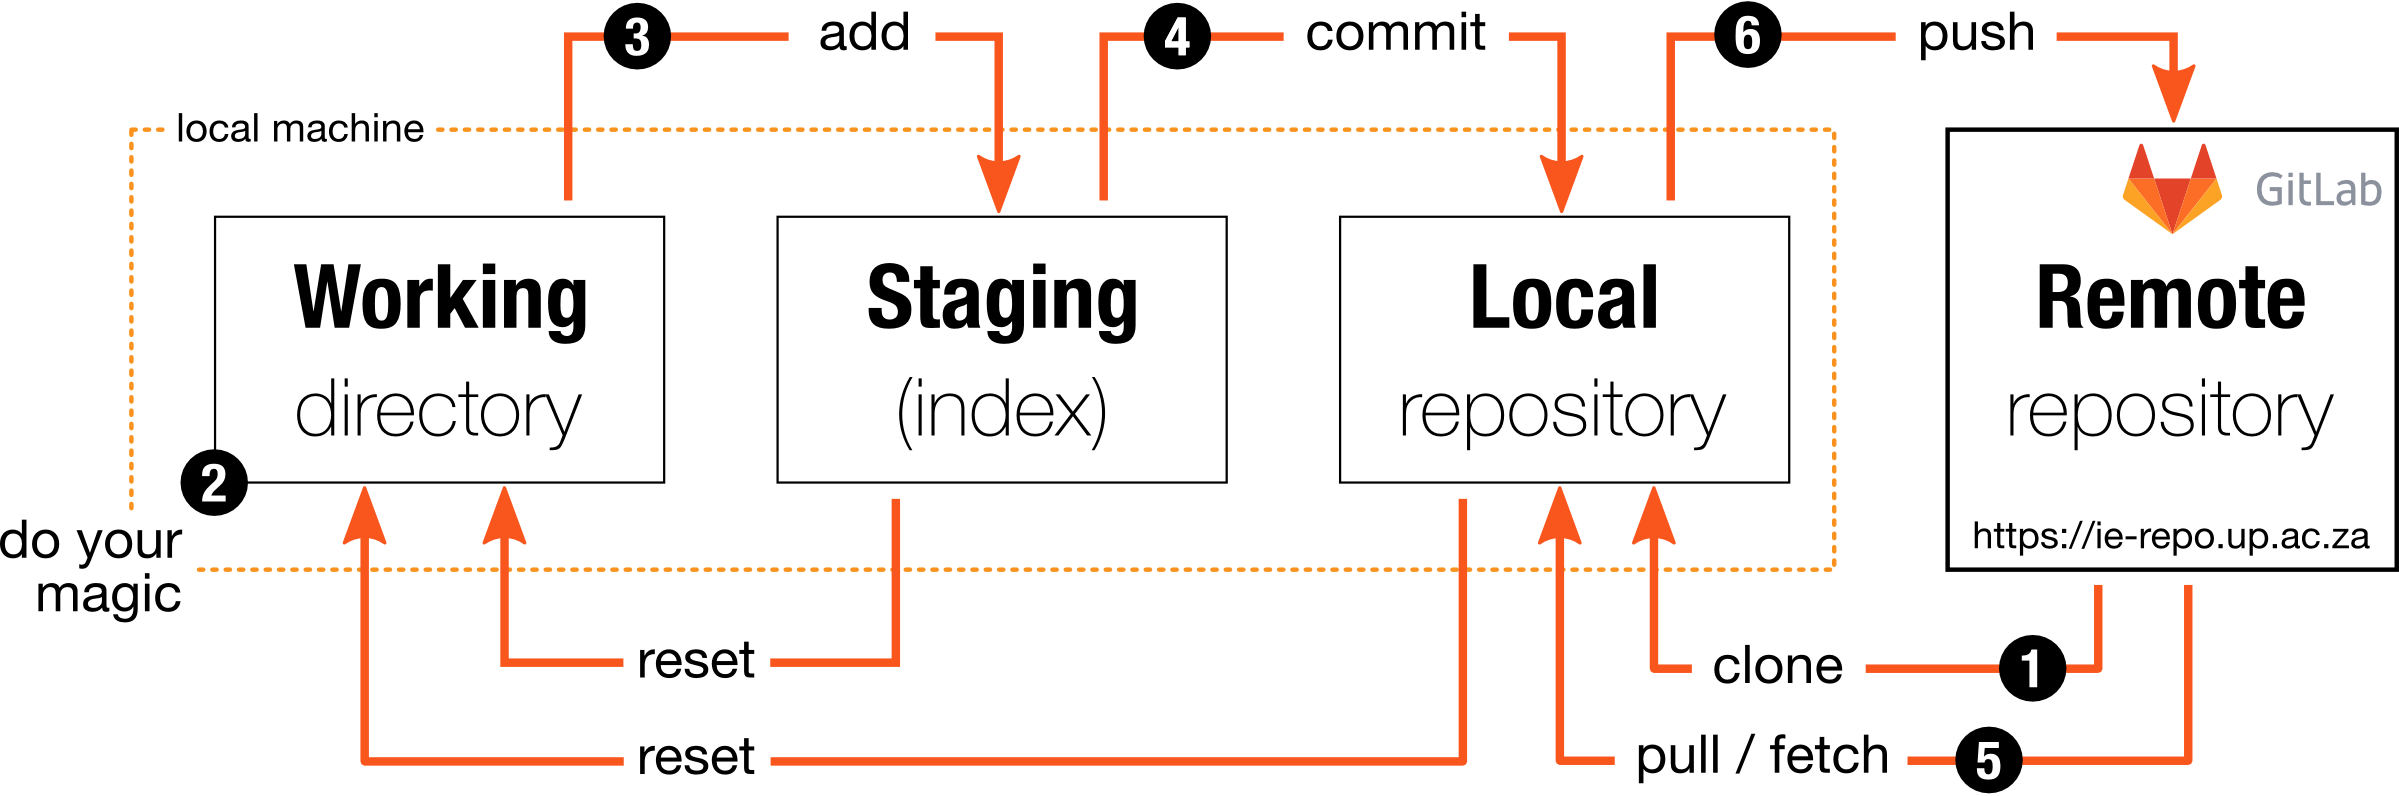 3 add
4 commit
6 push
local machine
GitLab
Working
directory
Staging
(index)
Local
repository
Remote
repository
https://ie-repo.up.ac.za
2
do your
magic
reset
clone 1
reset
pull / fetch 5